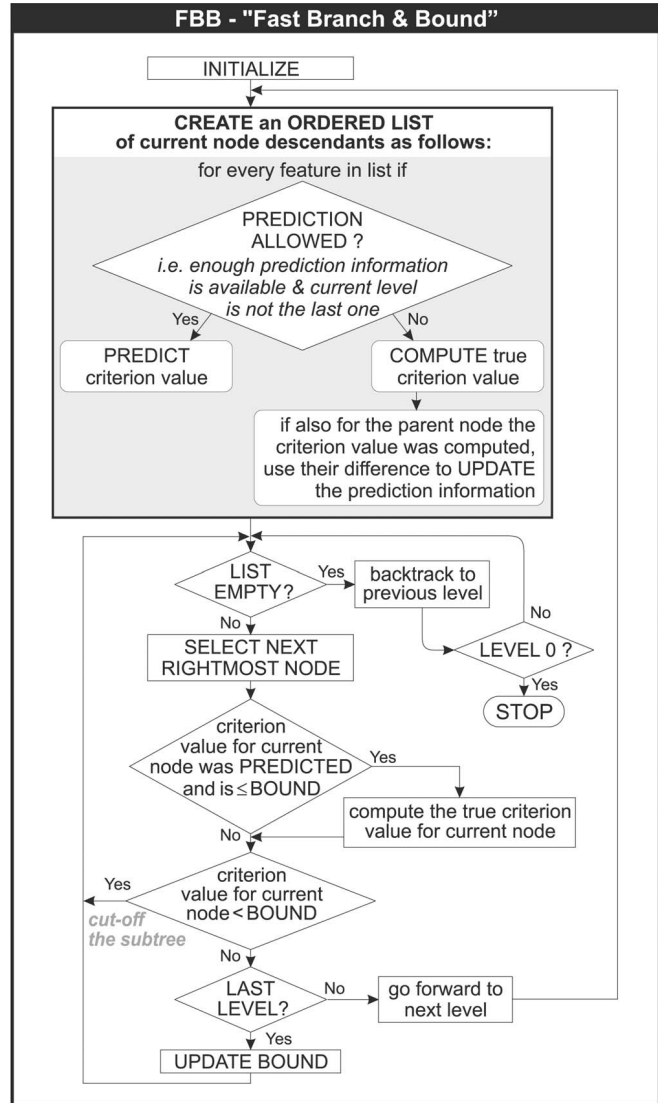 FBB - "Fast Branch & Bound”
INITIALIZE
CREATE an ORDERED LIST
of current node descendants as follows:
for every feature in list if
PREDICTION
ALLOWED ?
i.e. enough prediction information
is available & current level
is not the last one
Yes
No
PREDICT
criterion value
COMPUTE true
criterion value
if also for the parent node the
criterion value was computed,
use their difference to UPDATE
the prediction information
LIST
EMPTY?
Yes
backtrack to
previous level
No
No
SELECT NEXT
RIGHTMOST NODE
LEVEL 0 ?
Yes
STOP
criterion
value for current
node was PREDICTED
and is ≤ BOUND
Yes
compute the true criterion
value for current node
No
criterion
value for current
node < BOUND
Yes
cut-off
the subtree
No
LAST
LEVEL?
No
go forward to
next level
Yes
UPDATE BOUND